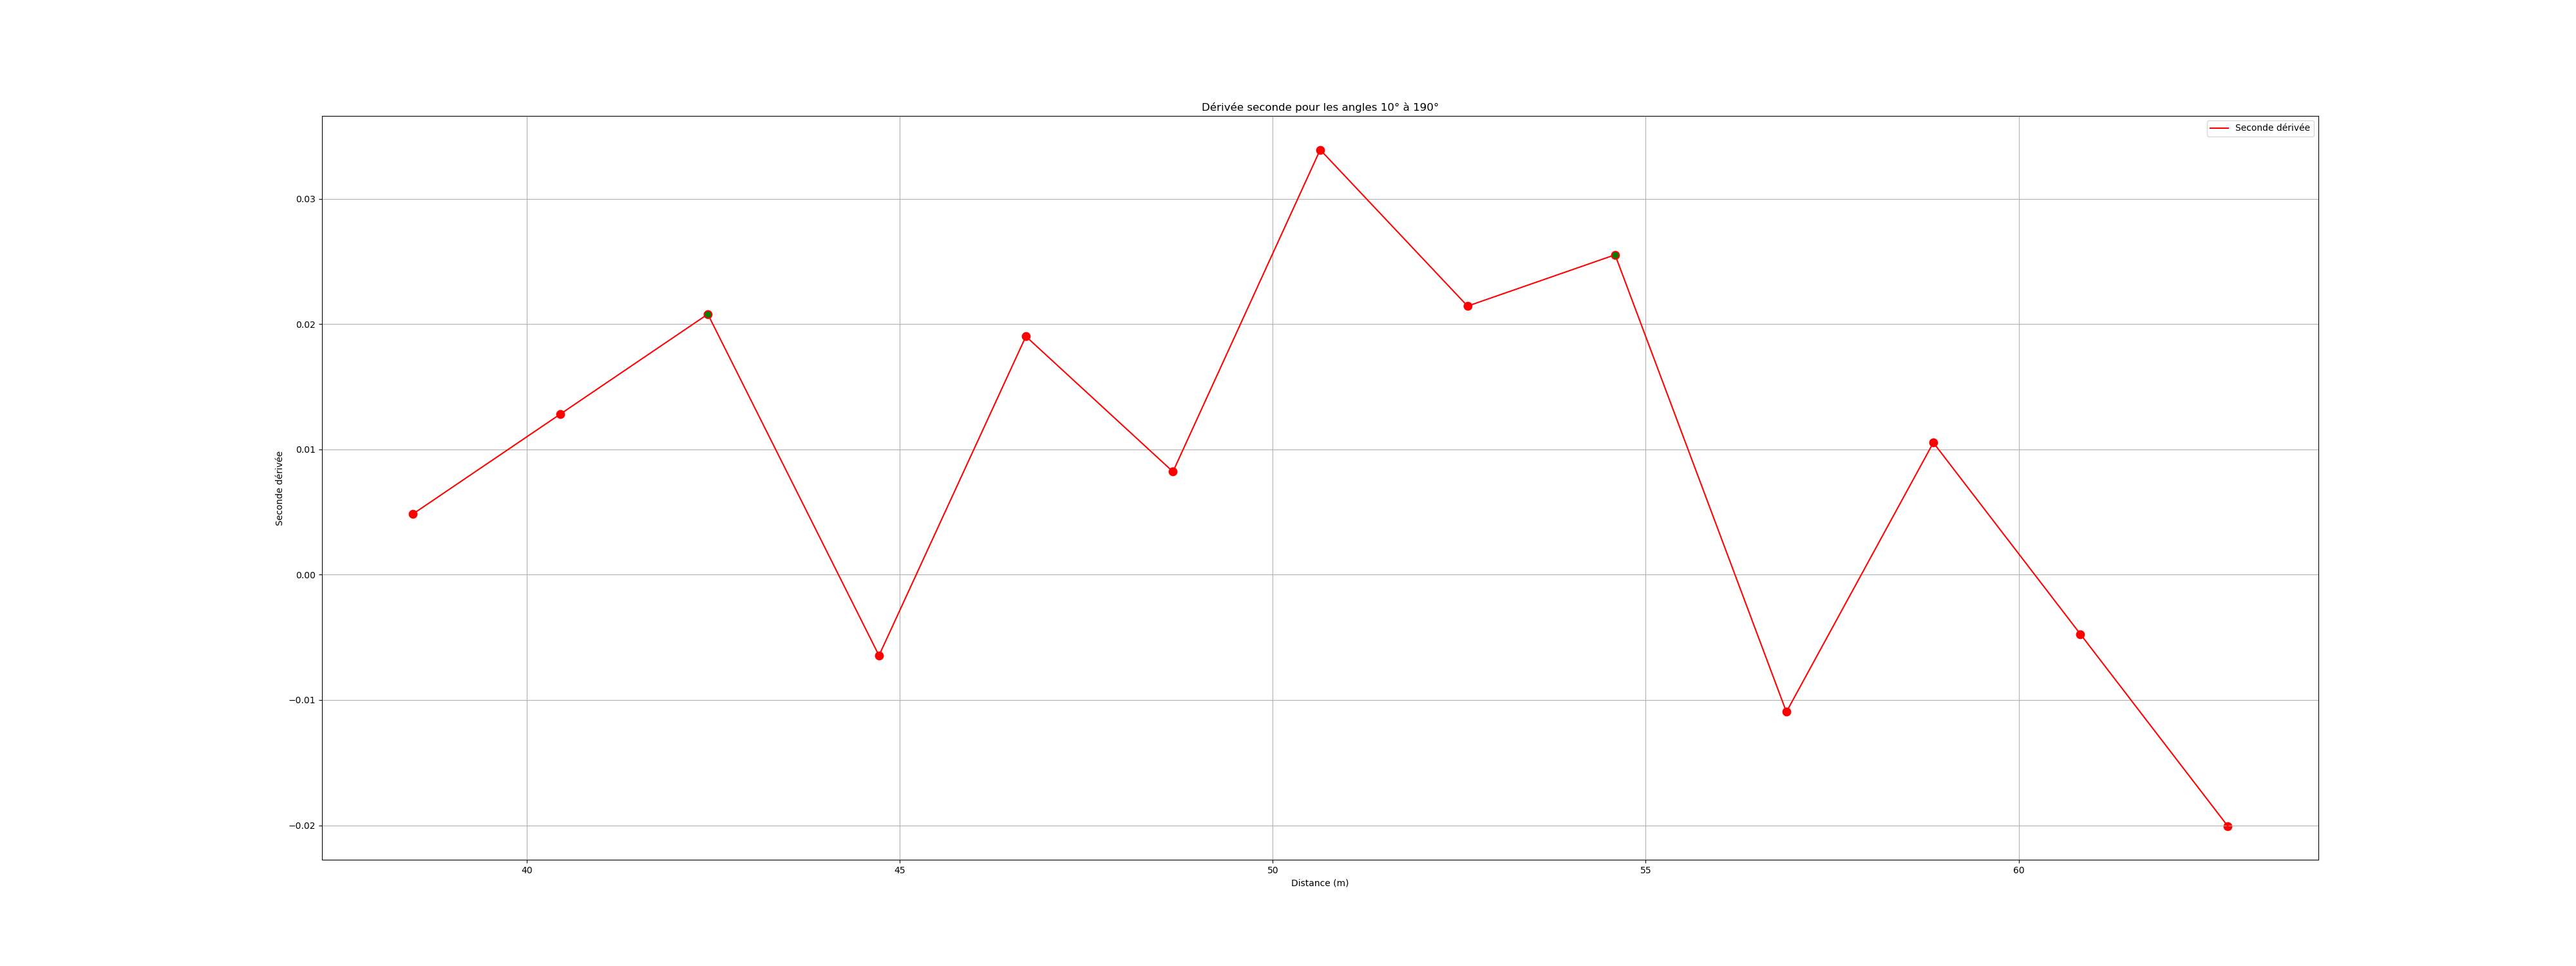 Dérivée seconde pour les angles 10° à 190°
Seconde dérivée
0.03
0.02
0.01
0.00
−0.01
−0.02
Seconde dérivée
40 45 50 55 60
Distance (m)